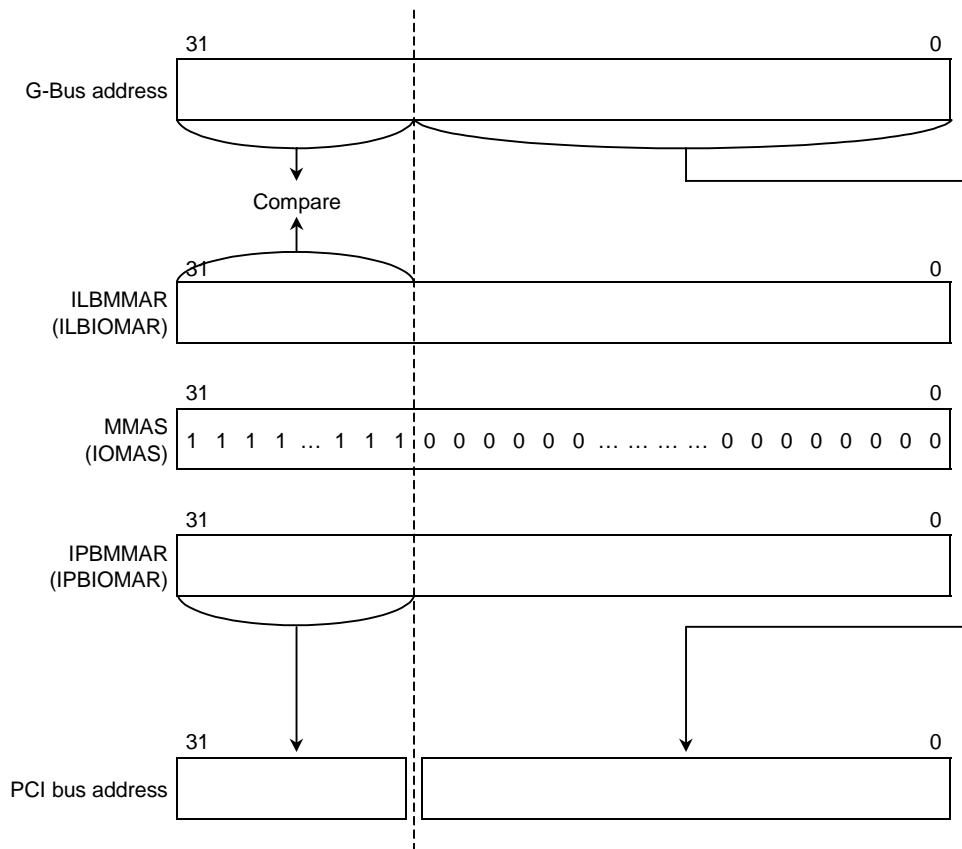 31 0
G-Bus address
Compare
31 0
ILBMMAR
(ILBIOMAR)
31 0
MMAS
(IOMAS)
1 1 1 1 ... 1 1 1 0 0 0 0 0 0 ... ... ... ... 0 0 0 0 0 0 0 0
31 0
IPBMMAR
(IPBIOMAR)
31 0
PCI bus address